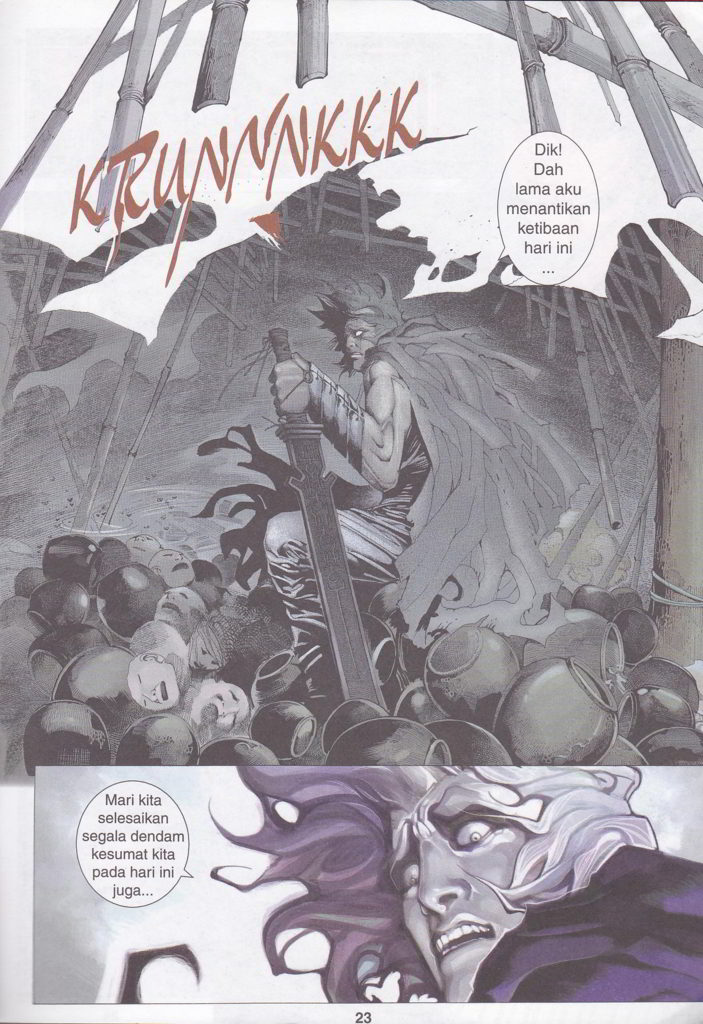 KRUNNNKKK
Dik!
Dah
lama aku
menantikan
ketibaan
hari ini
...
Mari kita
selesaikan
segala dendam
kesumat kita
pada hari ini
juga...
23